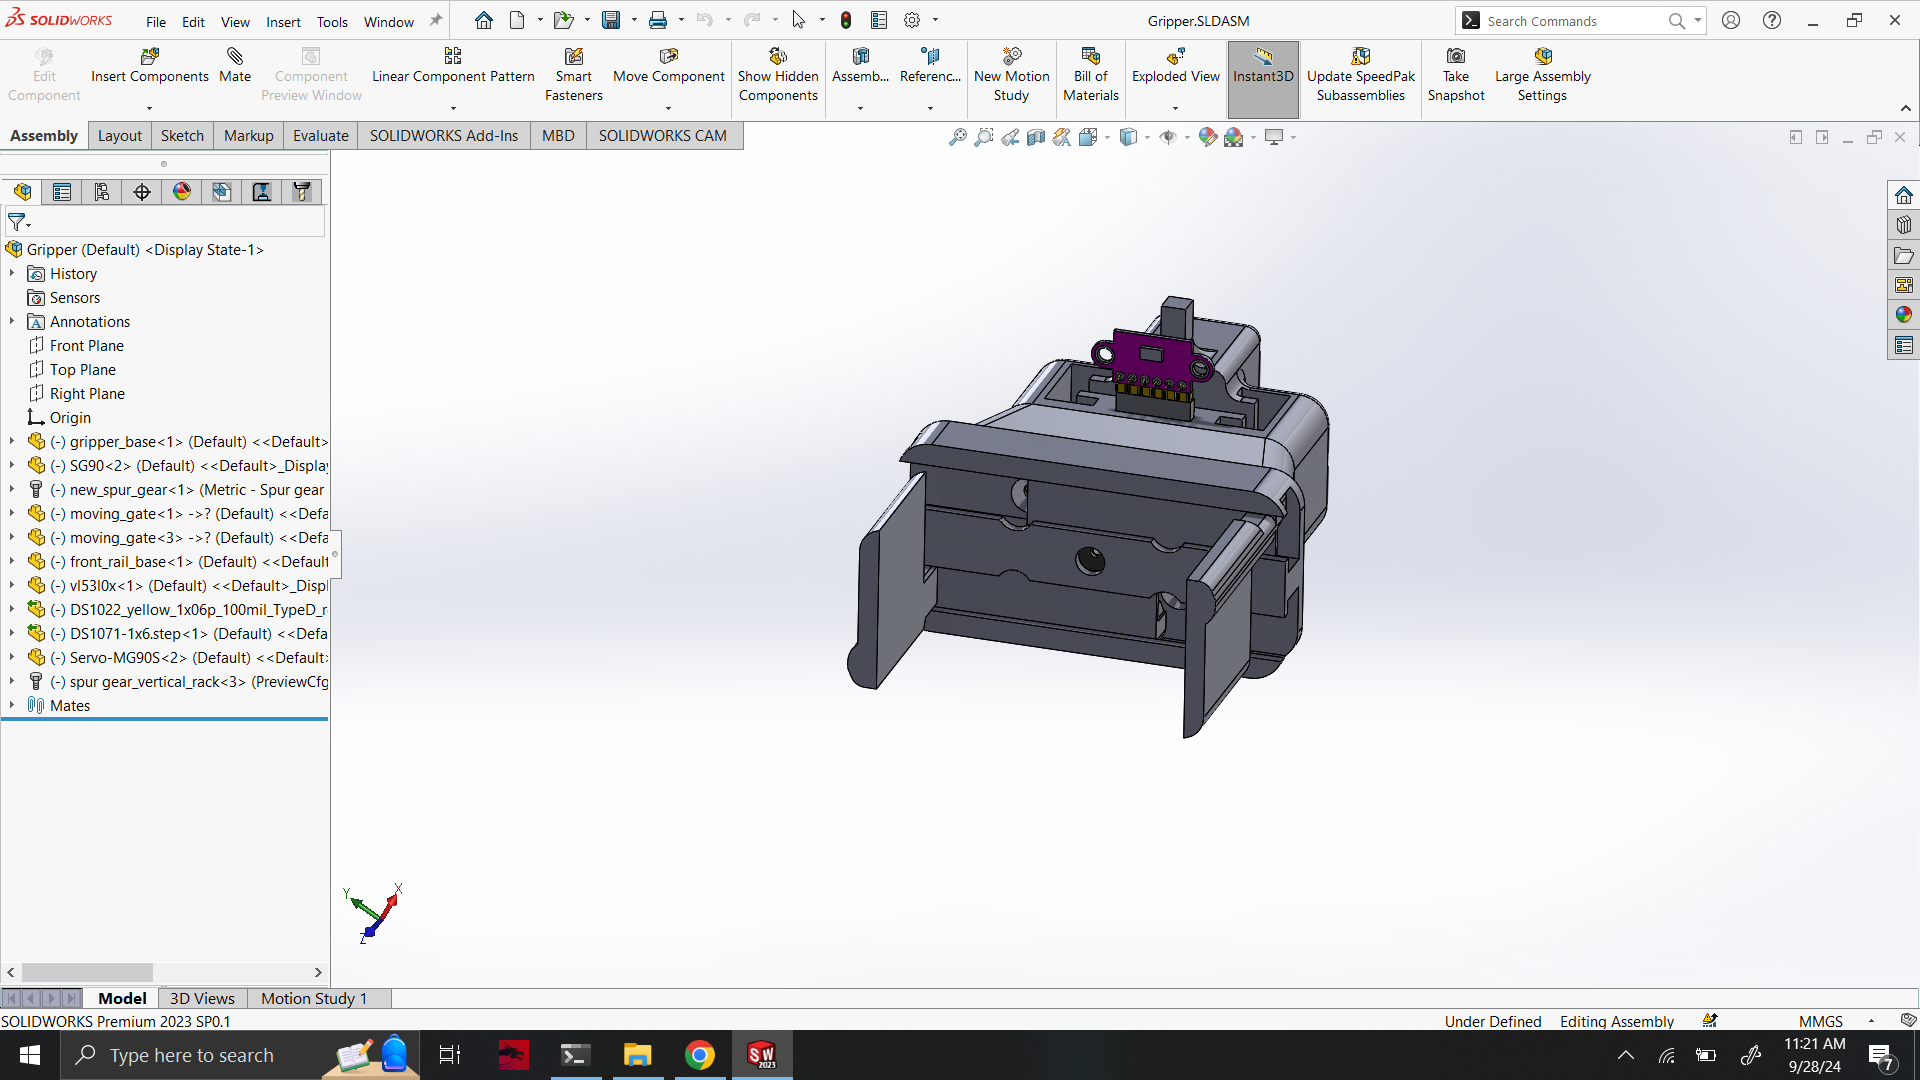 SOLIDWORKS File Edit View Insert Tools Window Gripper.SLDASM Search Commands
Edit Component
Insert Components
Mate
Component Preview Window
Linear Component Pattern
Smart Fasteners
Move Component
Show Hidden Components
Assemb...
Referenc...
New Motion Study
Bill of Materials
Exploded View
Instant3D
Update SpeedPak Subassemblies
Take Snapshot
Large Assembly Settings
Assembly Layout Sketch Markup Evaluate SOLIDWORKS Add-Ins MBD SOLIDWORKS CAM
Gripper (Default) <Display State-1>
History
Sensors
Annotations
Front Plane
Top Plane
Right Plane
Origin
(-) gripper_base<1> (Default) <<Default>
(-) SG90<2> (Default) <<Default>_Display
(-) new_spur_gear<1> (Metric - Spur gear
(-) moving_gate<1> ->? (Default) <<Defa
(-) moving_gate<3> ->? (Default) <<Defa
(-) front_rail_base<1> (Default) <<Default
(-) vl53l0x<1> (Default) <<Default>_Displ
(-) DS1022_yellow_1x06p_100mil_TypeD_r
(-) DS1071-1x6.step<1> (Default) <<Defa
(-) Servo-MG90S<2> (Default) <<Default>
(-) spur gear_vertical_rack<3> (PreviewCfg
Mates
Y X
Z
Model 3D Views Motion Study 1
SOLIDWORKS Premium 2023 SP0.1 Under Defined Editing Assembly MMGS
Type here to search
SW 2023
11:21 AM
9/28/24
7